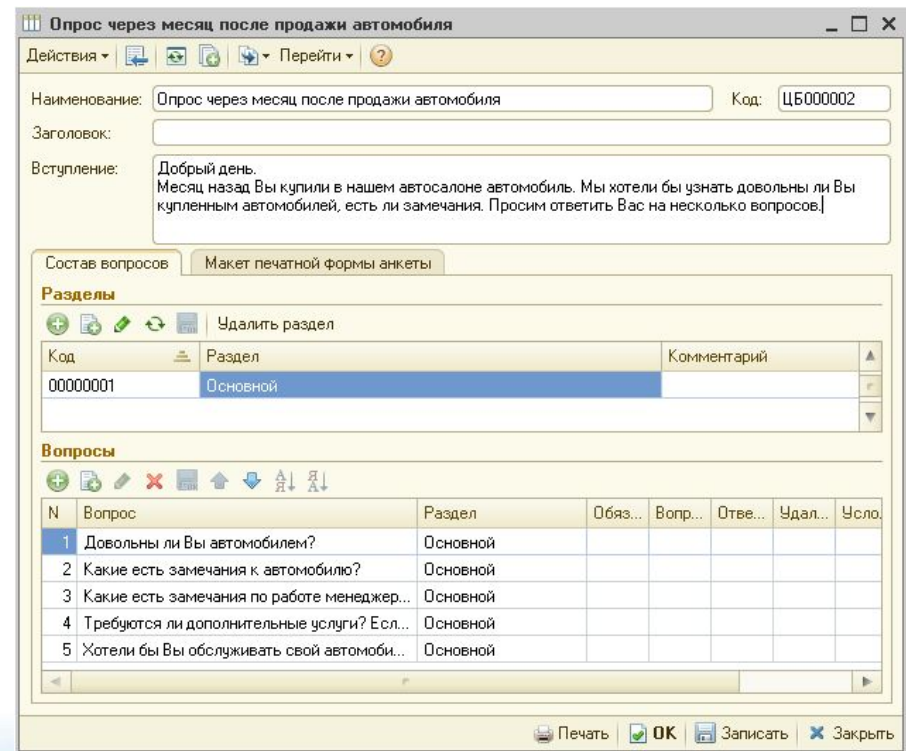 Опрос через месяц после продажи автомобиля
Действия Перейти ?
Наименование: Опрос через месяц после продажи автомобиля Код: ЦБ000002
Заголовок:
Вступление: Добрый день.
Месяц назад Вы купили в нашем автосалоне автомобиль. Мы хотели бы узнать довольны ли Вы
купленным автомобилей, есть ли замечания. Просим ответить Вас на несколько вопросов.
Состав вопросов Макет печатной формы анкеты
Разделы
Удалить раздел
Код Раздел Комментарий
00000001 Основной
Вопросы
N Вопрос Раздел Обяз... Вопр... Отве... Удал... Усло.
1 Довольны ли Вы автомобилем? Основной
2 Какие есть замечания к автомобилю? Основной
3 Какие есть замечания по работе менеджер... Основной
4 Требуются ли дополнительные услуги? Есл... Основной
5 Хотели бы Вы обслуживать свой автомоби... Основной
Печать OK Записать Закрыть